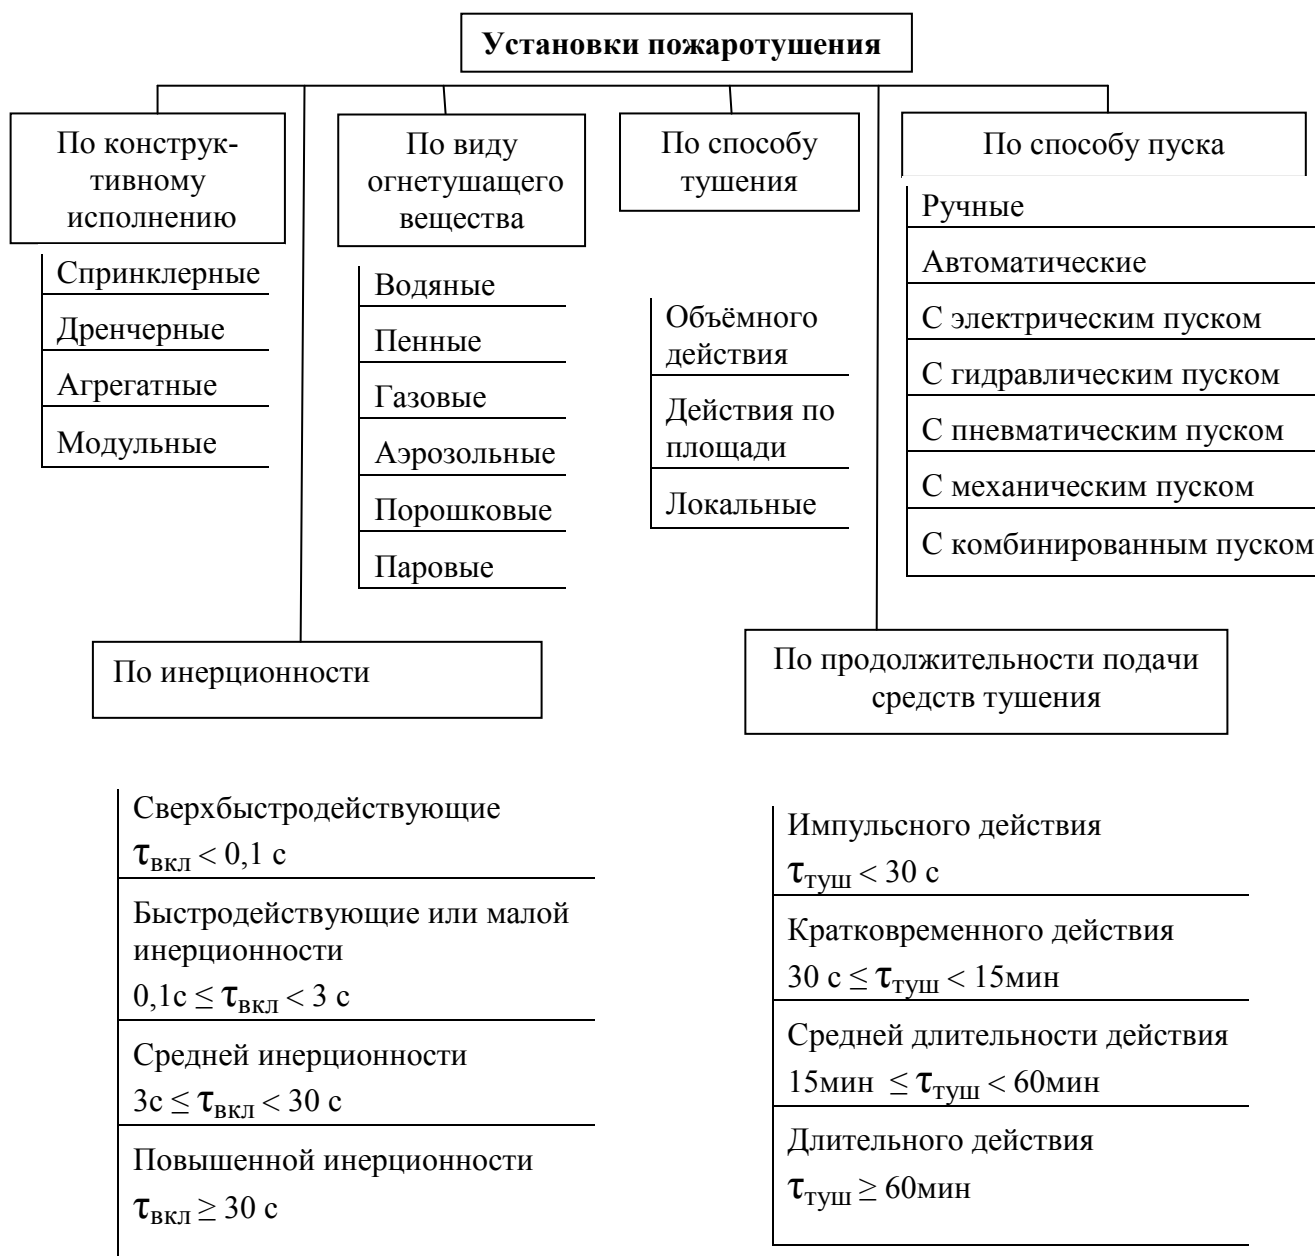 Установки пожаротушения
По конструк-
тивному
исполнению
Спринклерные
Дренчерные
Агрегатные
Модульные
По виду
огнетушащего
вещества
Водяные
Пенные
Газовые
Аэрозольные
Порошковые
Паровые
По способу
тушения
Объёмного
действия
Действия по
площади
Локальные
По способу пуска
Ручные
Автоматические
С электрическим пуском
С гидравлическим пуском
С пневматическим пуском
С механическим пуском
С комбинированным пуском
По инерционности
Сверхбыстродействующие
τвкл < 0,1 с
Быстродействующие или малой
инерционности
0,1с ≤ τвкл < 3 с
Средней инерционности
3с ≤ τвкл < 30 с
Повышенной инерционности
τвкл ≥ 30 с
По продолжительности подачи
средств тушения
Импульсного действия
τтуш < 30 с
Кратковременного действия
30 с ≤ τтуш < 15мин
Средней длительности действия
15мин ≤ τтуш < 60мин
Длительного действия
τтуш ≥ 60мин